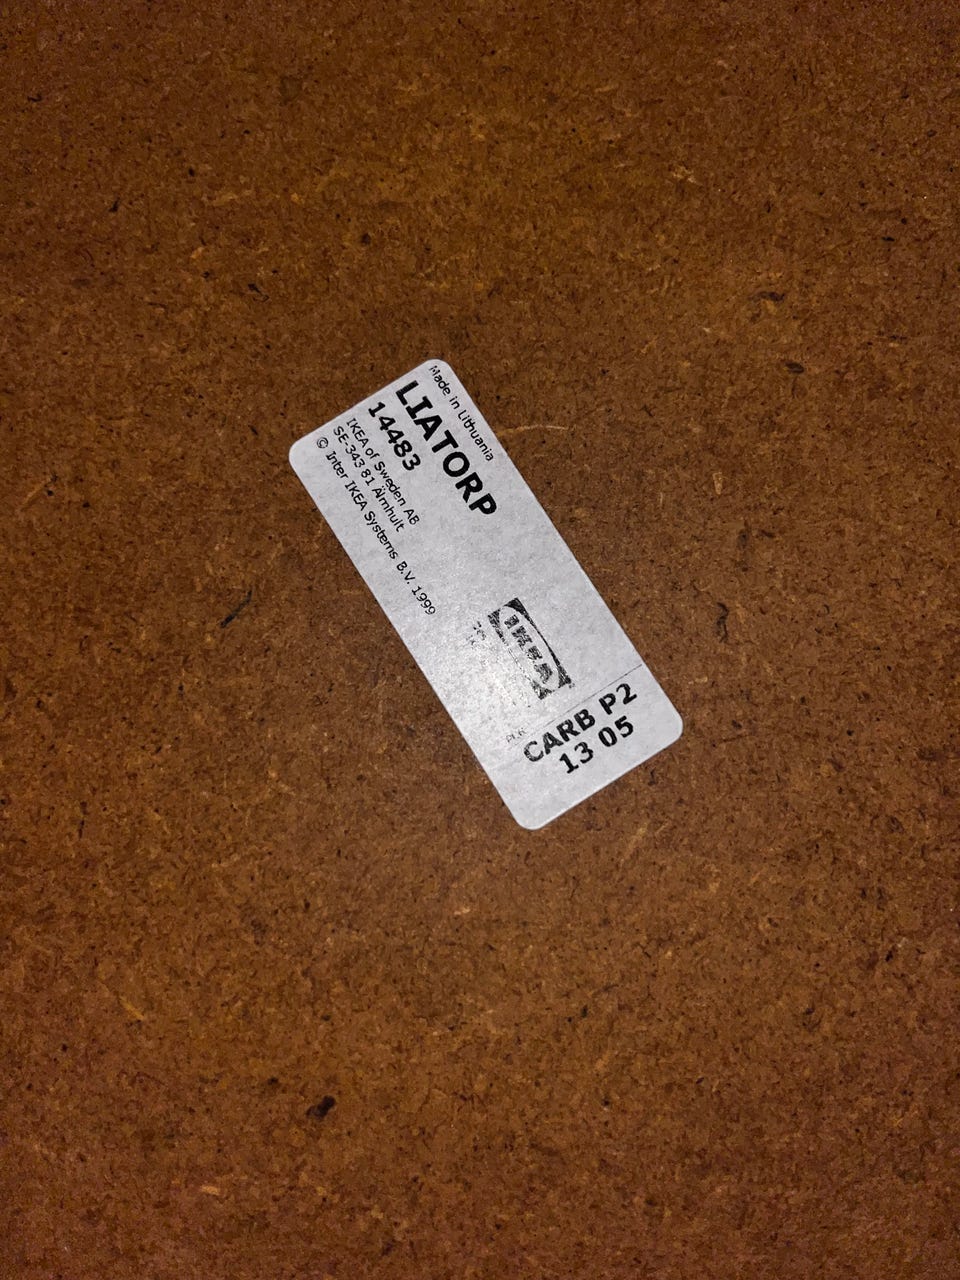 Made in Lithuania
LIATORP
14483
IKEA of Sweden AB
SE-343 81 Älmhult
© Inter IKEA Systems B.V. 1999
IKEA
CARB P2
13 05